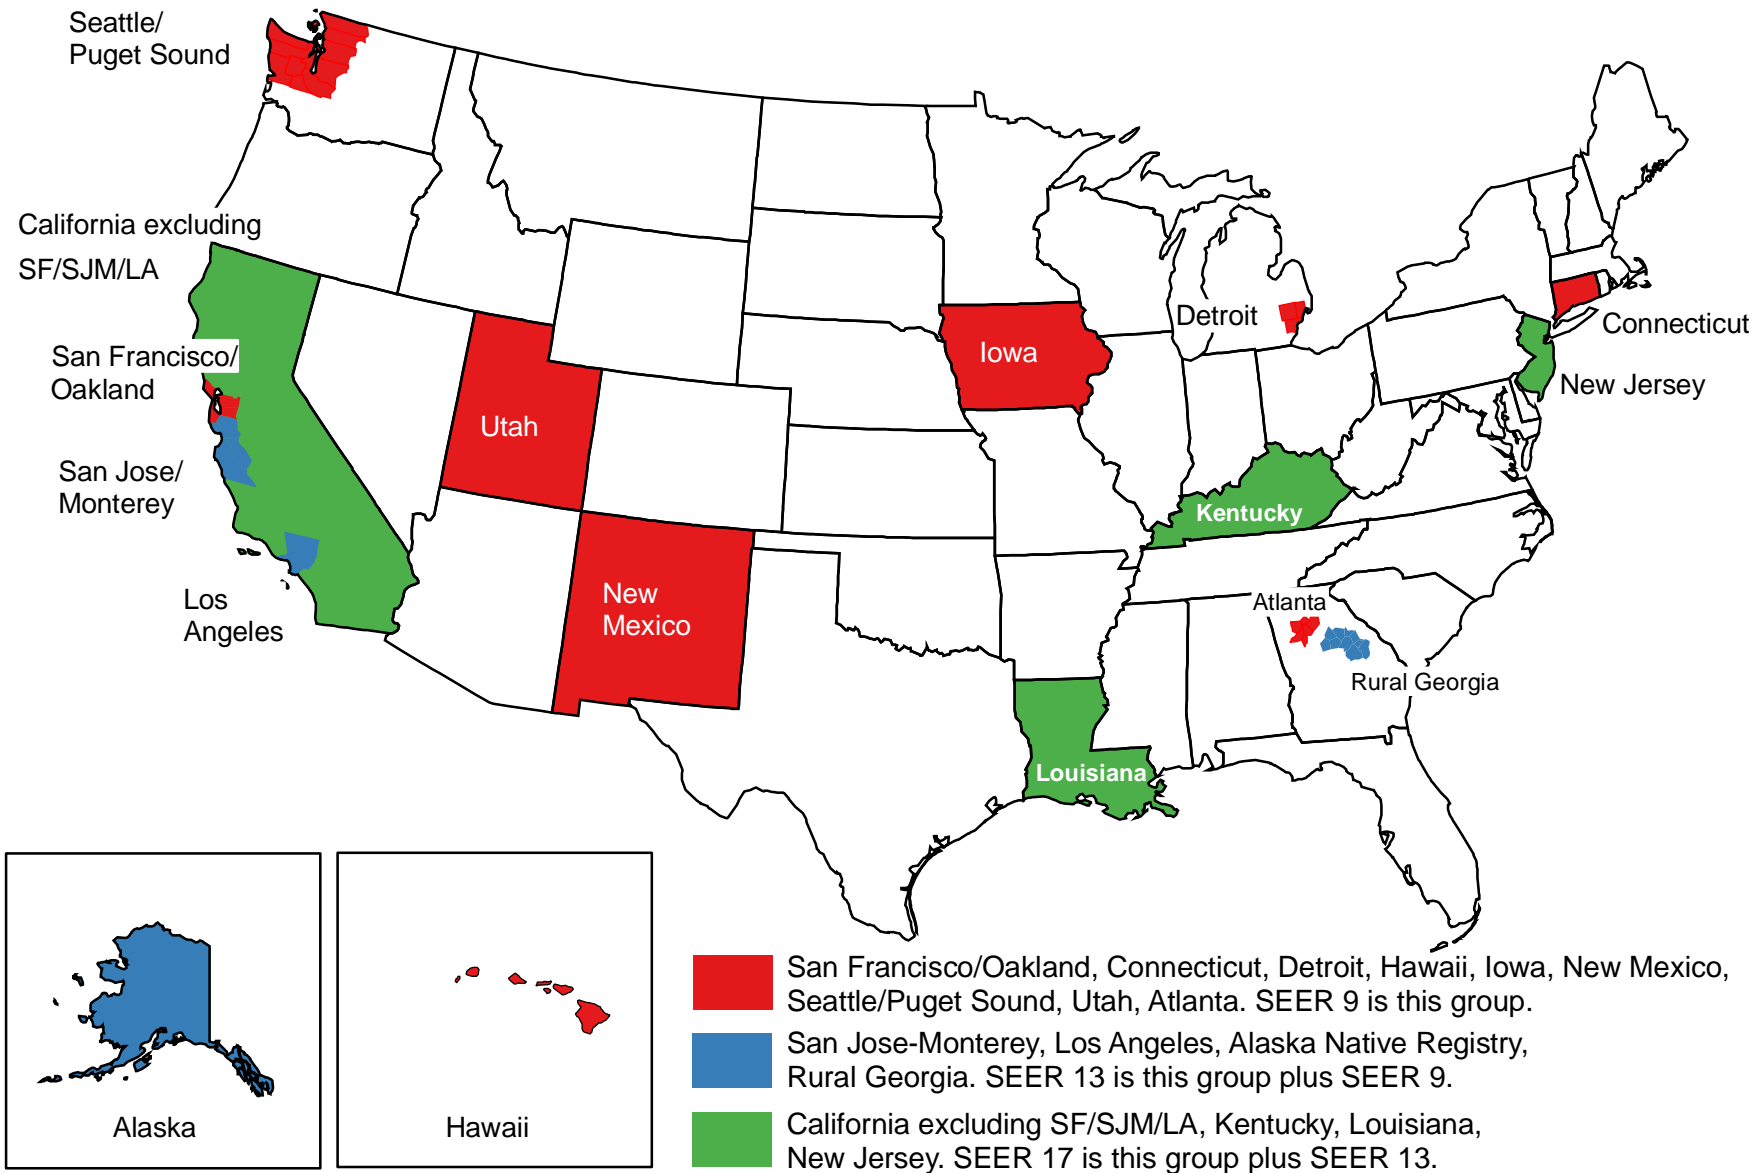 Seattle/
Puget Sound
California excluding
SF/SJM/LA
San Francisco/
Oakland
San Jose/
Monterey
Los
Angeles
Utah
New
Mexico
Iowa
Detroit
Connecticut
New Jersey
Kentucky
Atlanta
Rural Georgia
Louisiana
Alaska
Hawaii
San Francisco/Oakland, Connecticut, Detroit, Hawaii, Iowa, New Mexico,
Seattle/Puget Sound, Utah, Atlanta. SEER 9 is this group.
San Jose-Monterey, Los Angeles, Alaska Native Registry,
Rural Georgia. SEER 13 is this group plus SEER 9.
California excluding SF/SJM/LA, Kentucky, Louisiana,
New Jersey. SEER 17 is this group plus SEER 13.